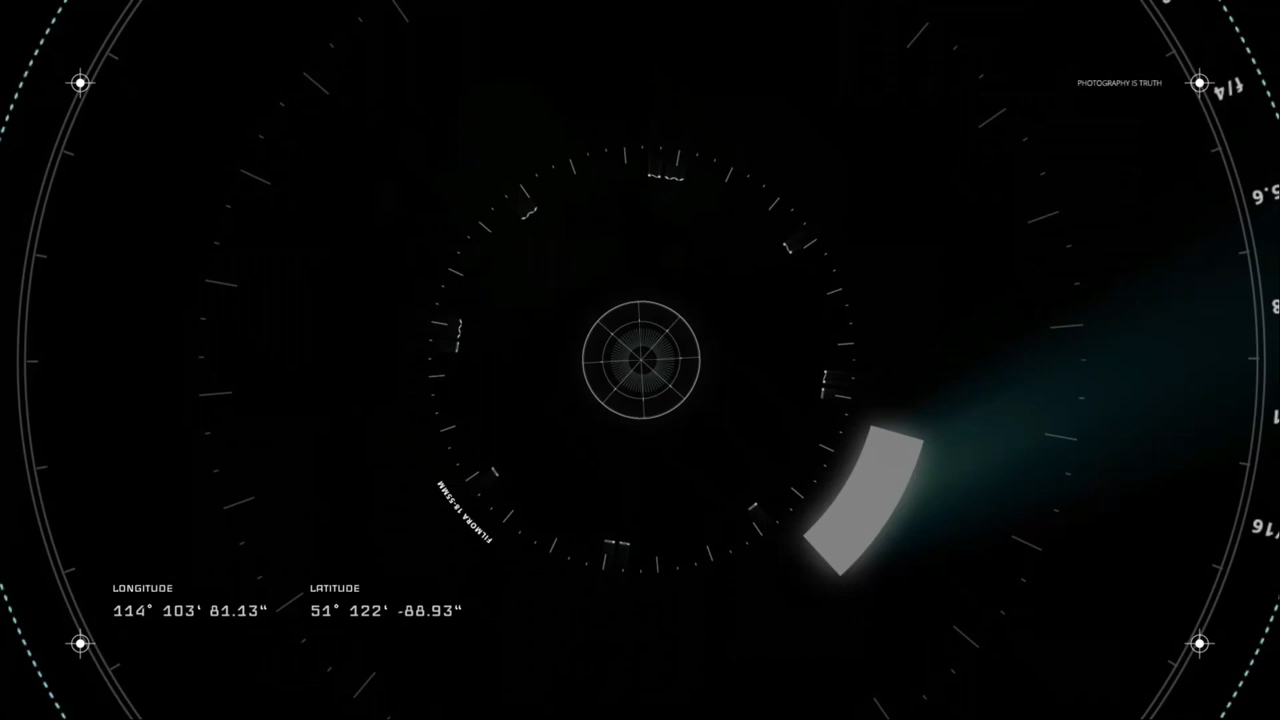 PHOTOGRAPHY IS TRUTH
f/4
5.6
8
/16
FILMORA 18-55MM
LONGITUDE
114° 103‘ 81.13“
LATITUDE
51° 122‘ -88.93“